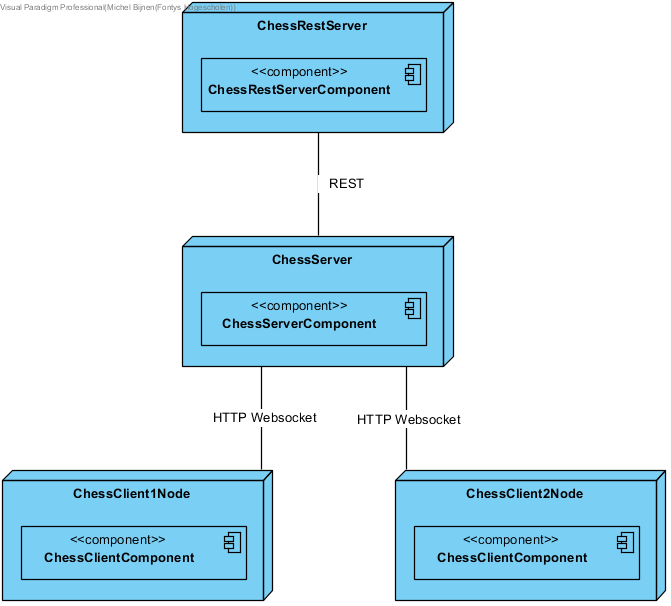 Visual Paradigm Professional(Michel Bijnen(Fontys Hogescholen))
ChessRestServer
<<component>>
ChessRestServerComponent
REST
ChessServer
<<component>>
ChessServerComponent
HTTP Websocket
HTTP Websocket
ChessClient1Node
<<component>>
ChessClientComponent
ChessClient2Node
<<component>>
ChessClientComponent